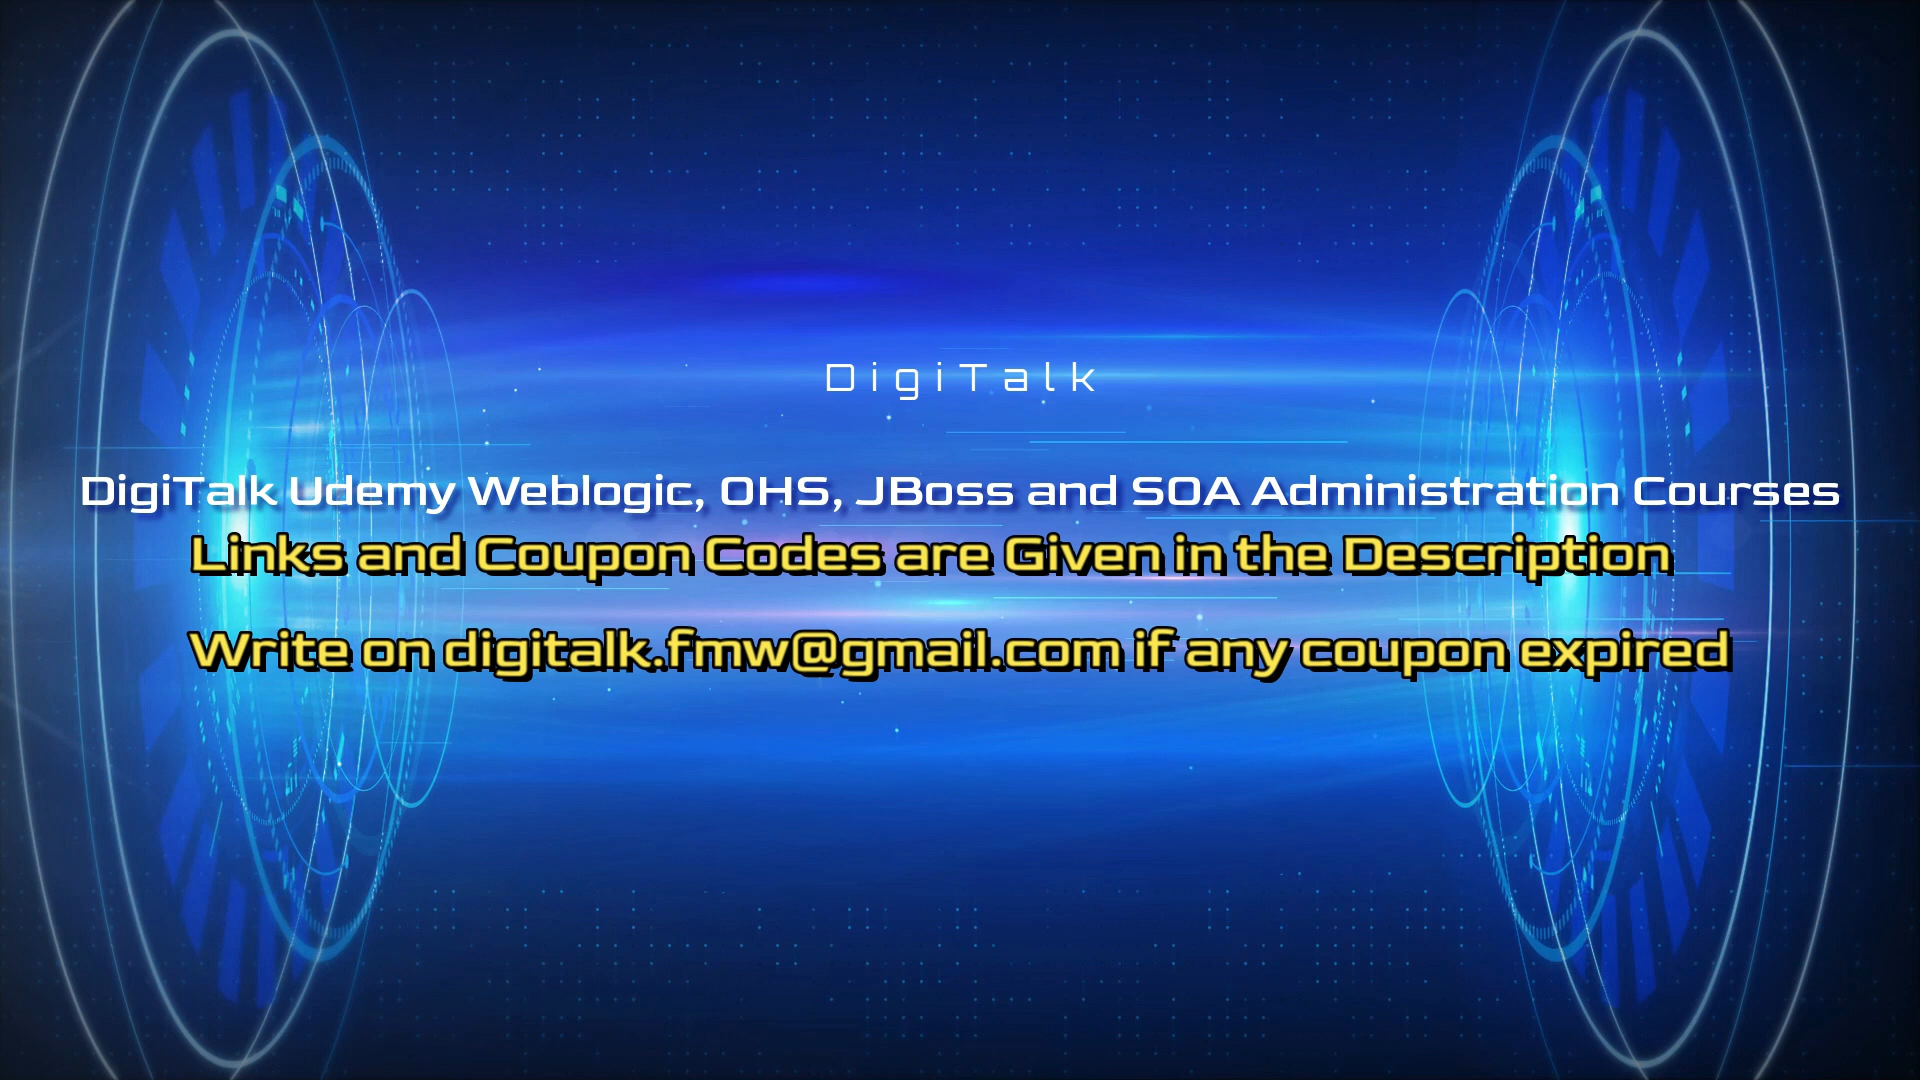 DigiTalk
DigiTalk Udemy Weblogic, OHS, JBoss and SOA Administration Courses
Links and Coupon Codes are Given in the Description
Write on digitalk.fmw@gmail.com if any coupon expired